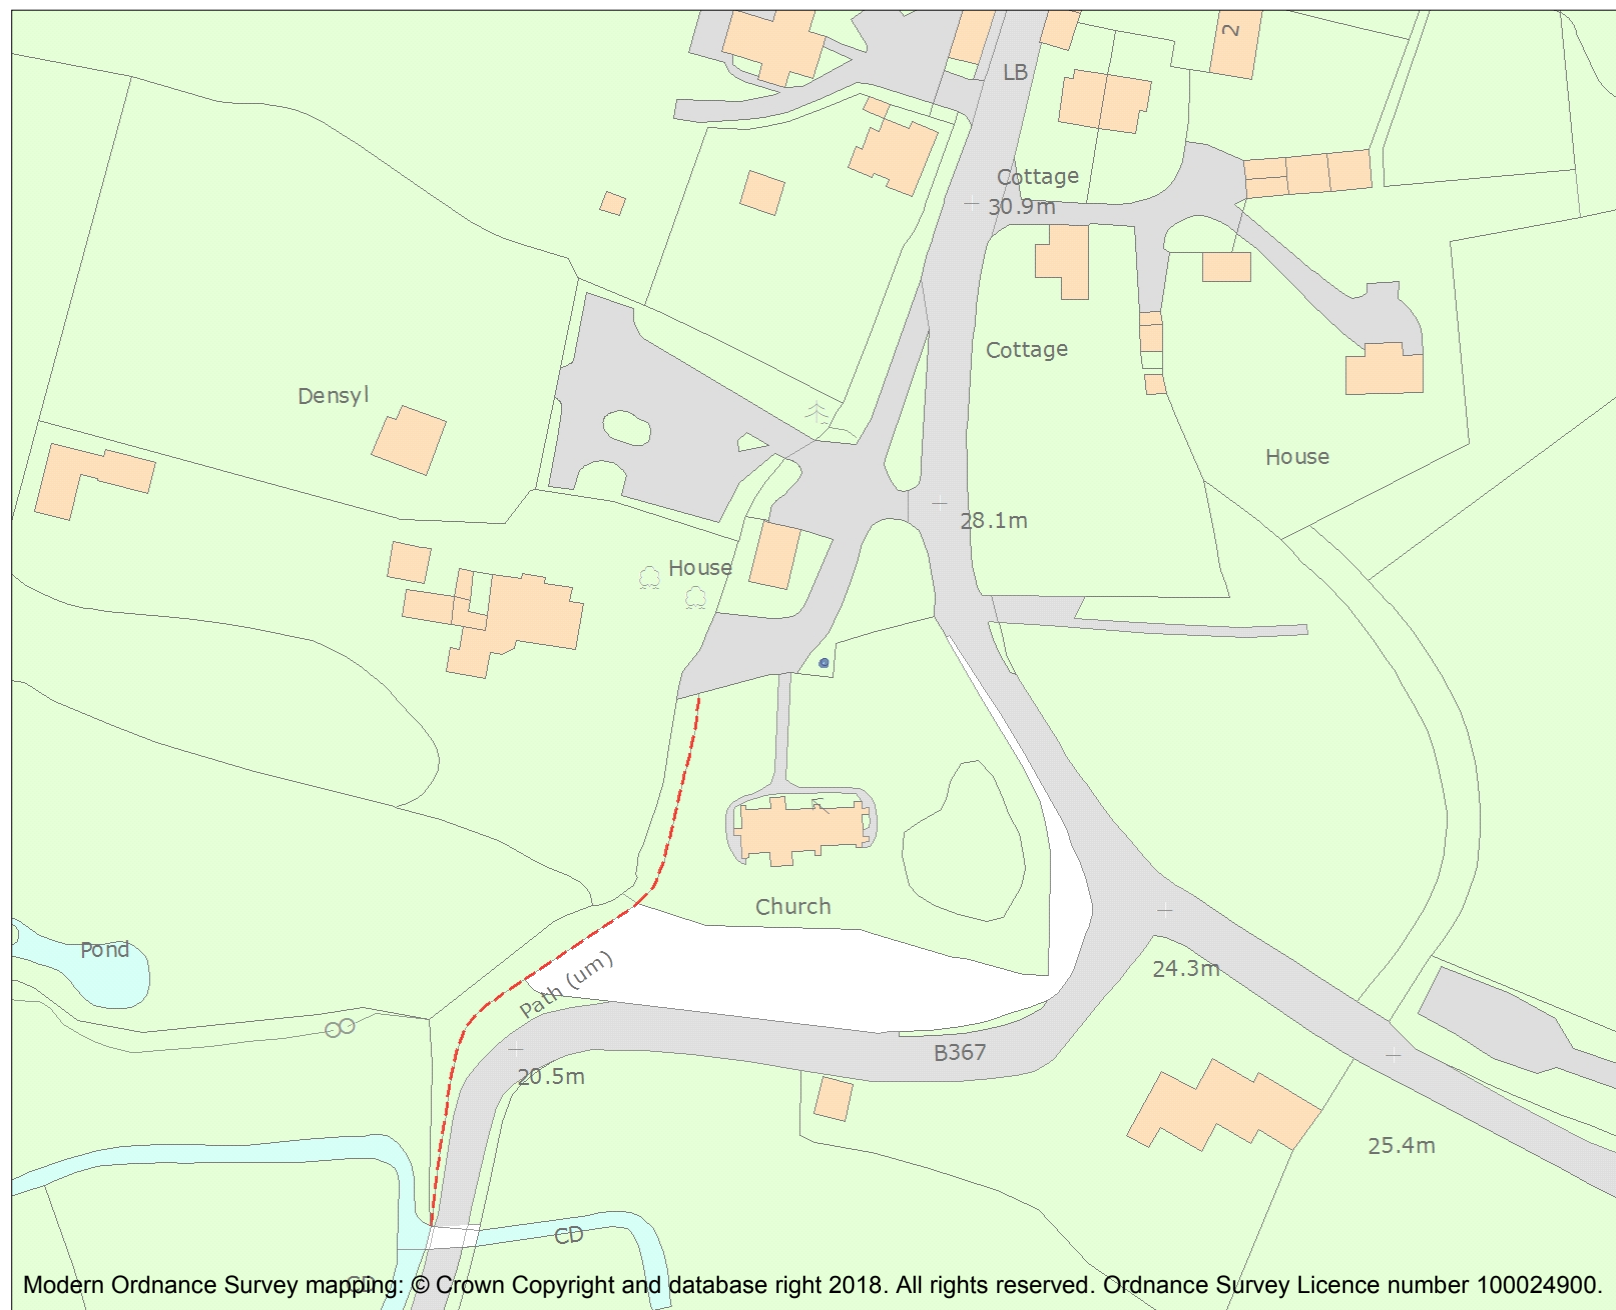 2
LB
Cottage
30.9m
Cottage
Densyl
House
28.1m
House
Church
Pond
Path (um)
24.3m
B367
20.5m
25.4m
CD
CD
Modern Ordnance Survey mapping: © Crown Copyright and database right 2018. All rights reserved. Ordnance Survey Licence number 100024900.